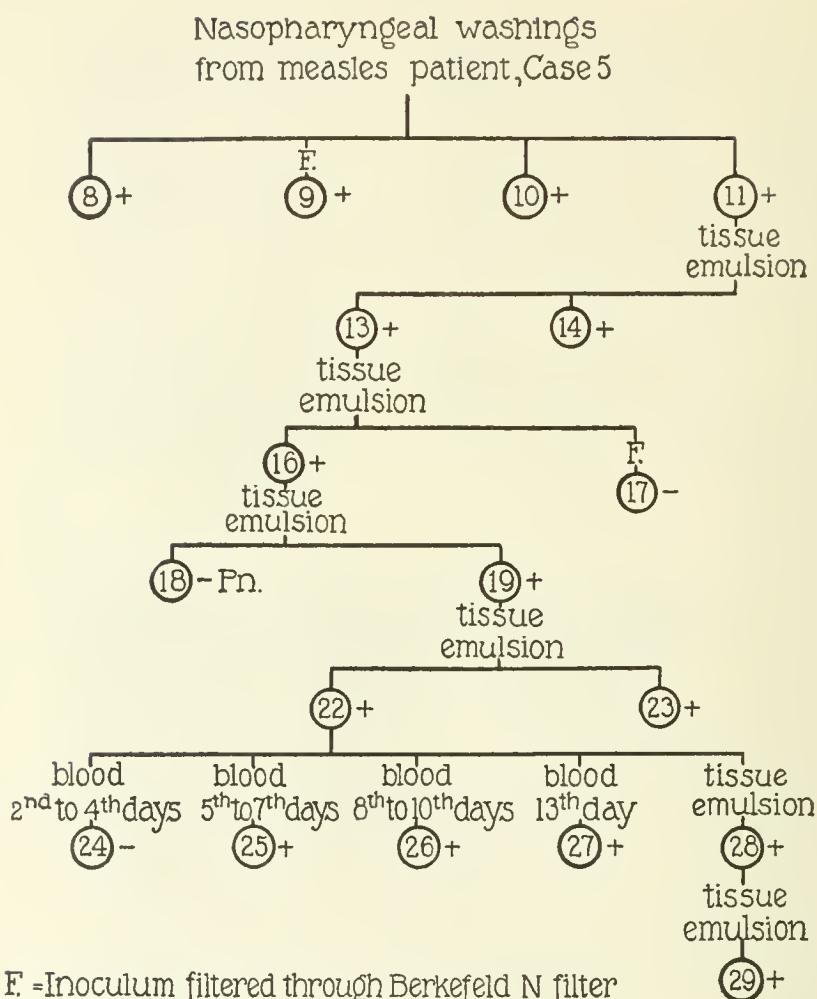 Nasopharyngeal washings
from measles patient, Case 5
F.
8 + 9 + 10 + 11 +
tissue
emulsion
13 + 14 +
tissue
emulsion
16 + F.
17 -
tissue
emulsion
18 - Pn. 19 +
tissue
emulsion
22 + 23 +
blood blood blood blood tissue
2nd to 4th days 5th to 7th days 8th to 10th days 13th day emulsion
24 - 25 + 26 + 27 + 28 +
tissue
emulsion
29 +
F. = Inoculum filtered through Berkefeld N filter